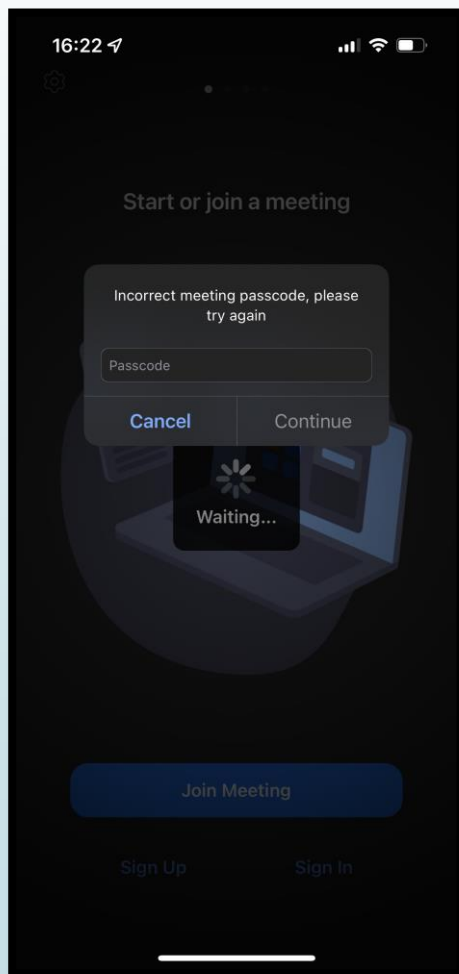 16:22
Start or join a meeting
Incorrect meeting passcode, please
try again
Passcode
Cancel
Continue
Waiting...
Join Meeting
Sign Up
Sign In